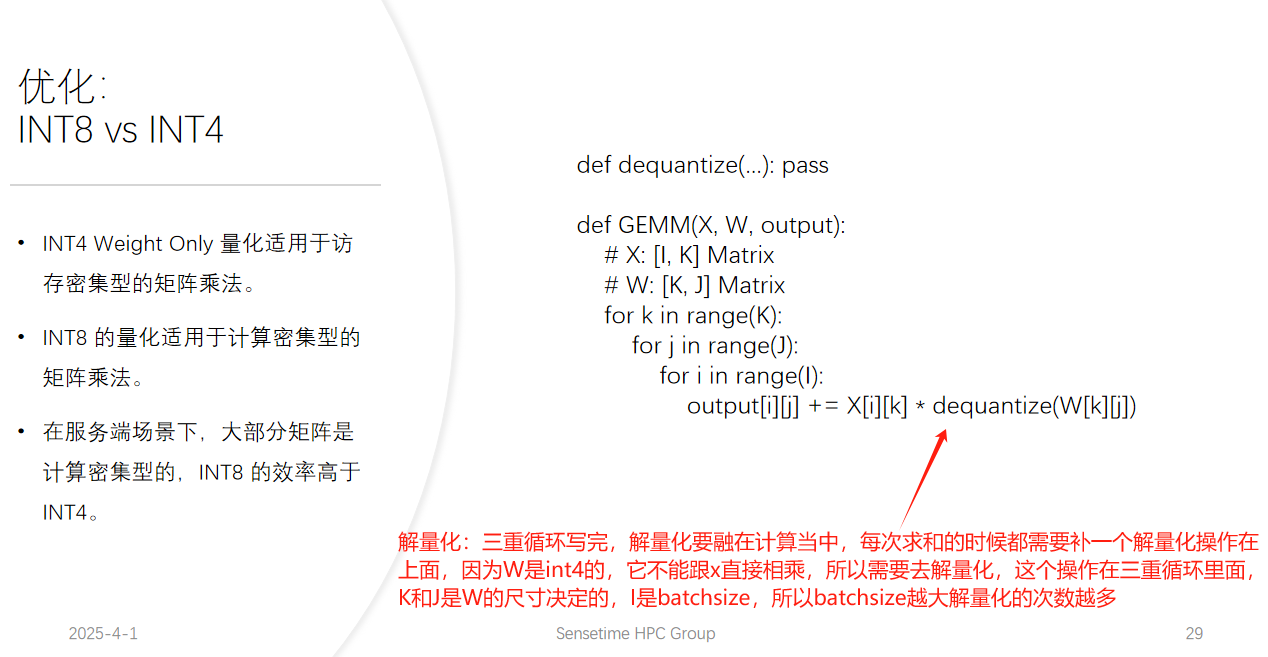 优化：
INT8 vs INT4
• INT4 Weight Only 量化适用于访
存密集型的矩阵乘法。
• INT8 的量化适用于计算密集型的
矩阵乘法。
• 在服务端场景下，大部分矩阵是
计算密集型的，INT8 的效率高于
INT4。
def dequantize(...): pass
def GEMM(X, W, output):
# X: [I, K] Matrix
# W: [K, J] Matrix
for k in range(K):
for j in range(J):
for i in range(I):
output[i][j] += X[i][k] * dequantize(W[k][j])
解量化：三重循环写完，解量化要融在计算当中，每次求和的时候都需要补一个解量化操作在
上面，因为W是int4的，它不能跟x直接相乘，所以需要去解量化，这个操作在三重循环里面，
K和J是W的尺寸决定的，I是batchsize，所以batchsize越大解量化的次数越多
2025-4-1
Sensetime HPC Group
29